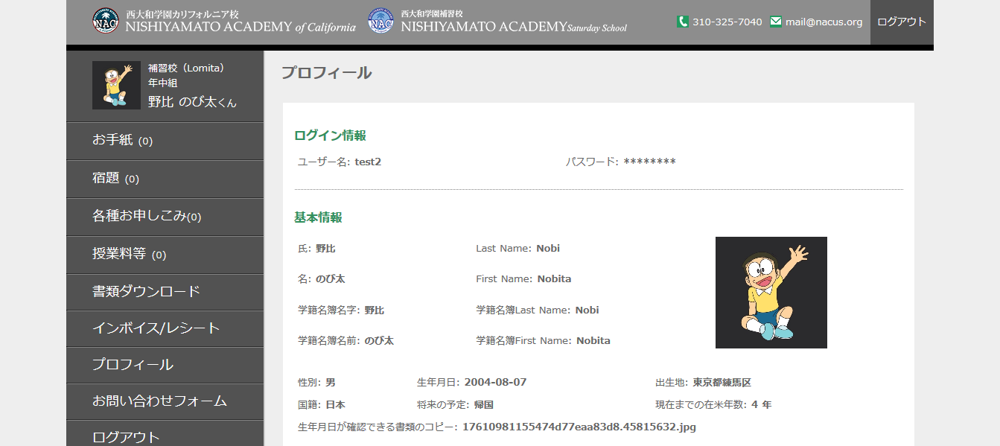 西大和学園カリフォルニア校
NISHIYAMATO ACADEMY of California
西大和学園補習校
NISHIYAMATO ACADEMY Saturday School
310-325-7040
mail@nacus.org
ログアウト
NAC
NAC
補習校（Lomita）
年中組
野比 のび太くん
お手紙 (0)
宿題 (0)
各種お申しこみ(0)
授業料等 (0)
書類ダウンロード
インボイス/レシート
プロフィール
お問い合わせフォーム
ログアウト
プロフィール
ログイン情報
ユーザー名: test2 パスワード: ********
基本情報
氏: 野比 Last Name: Nobi
名: のび太 First Name: Nobita
学籍名簿名字: 野比 学籍名簿Last Name: Nobi
学籍名簿名前: のび太 学籍名簿First Name: Nobita
性別: 男 生年月日: 2004-08-07 出生地: 東京都練馬区
国籍: 日本 将来の予定: 帰国 現在までの在米年数: 4 年
生年月日が確認できる書類のコピー: 17610981155474d77eaa83d8.45815632.jpg